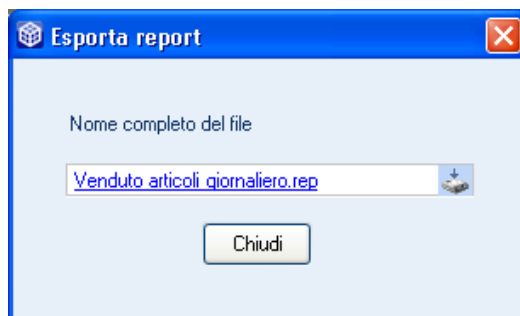 Esporta report
Nome completo del file
Venduto articoli giornaliero.rep
Chiudi